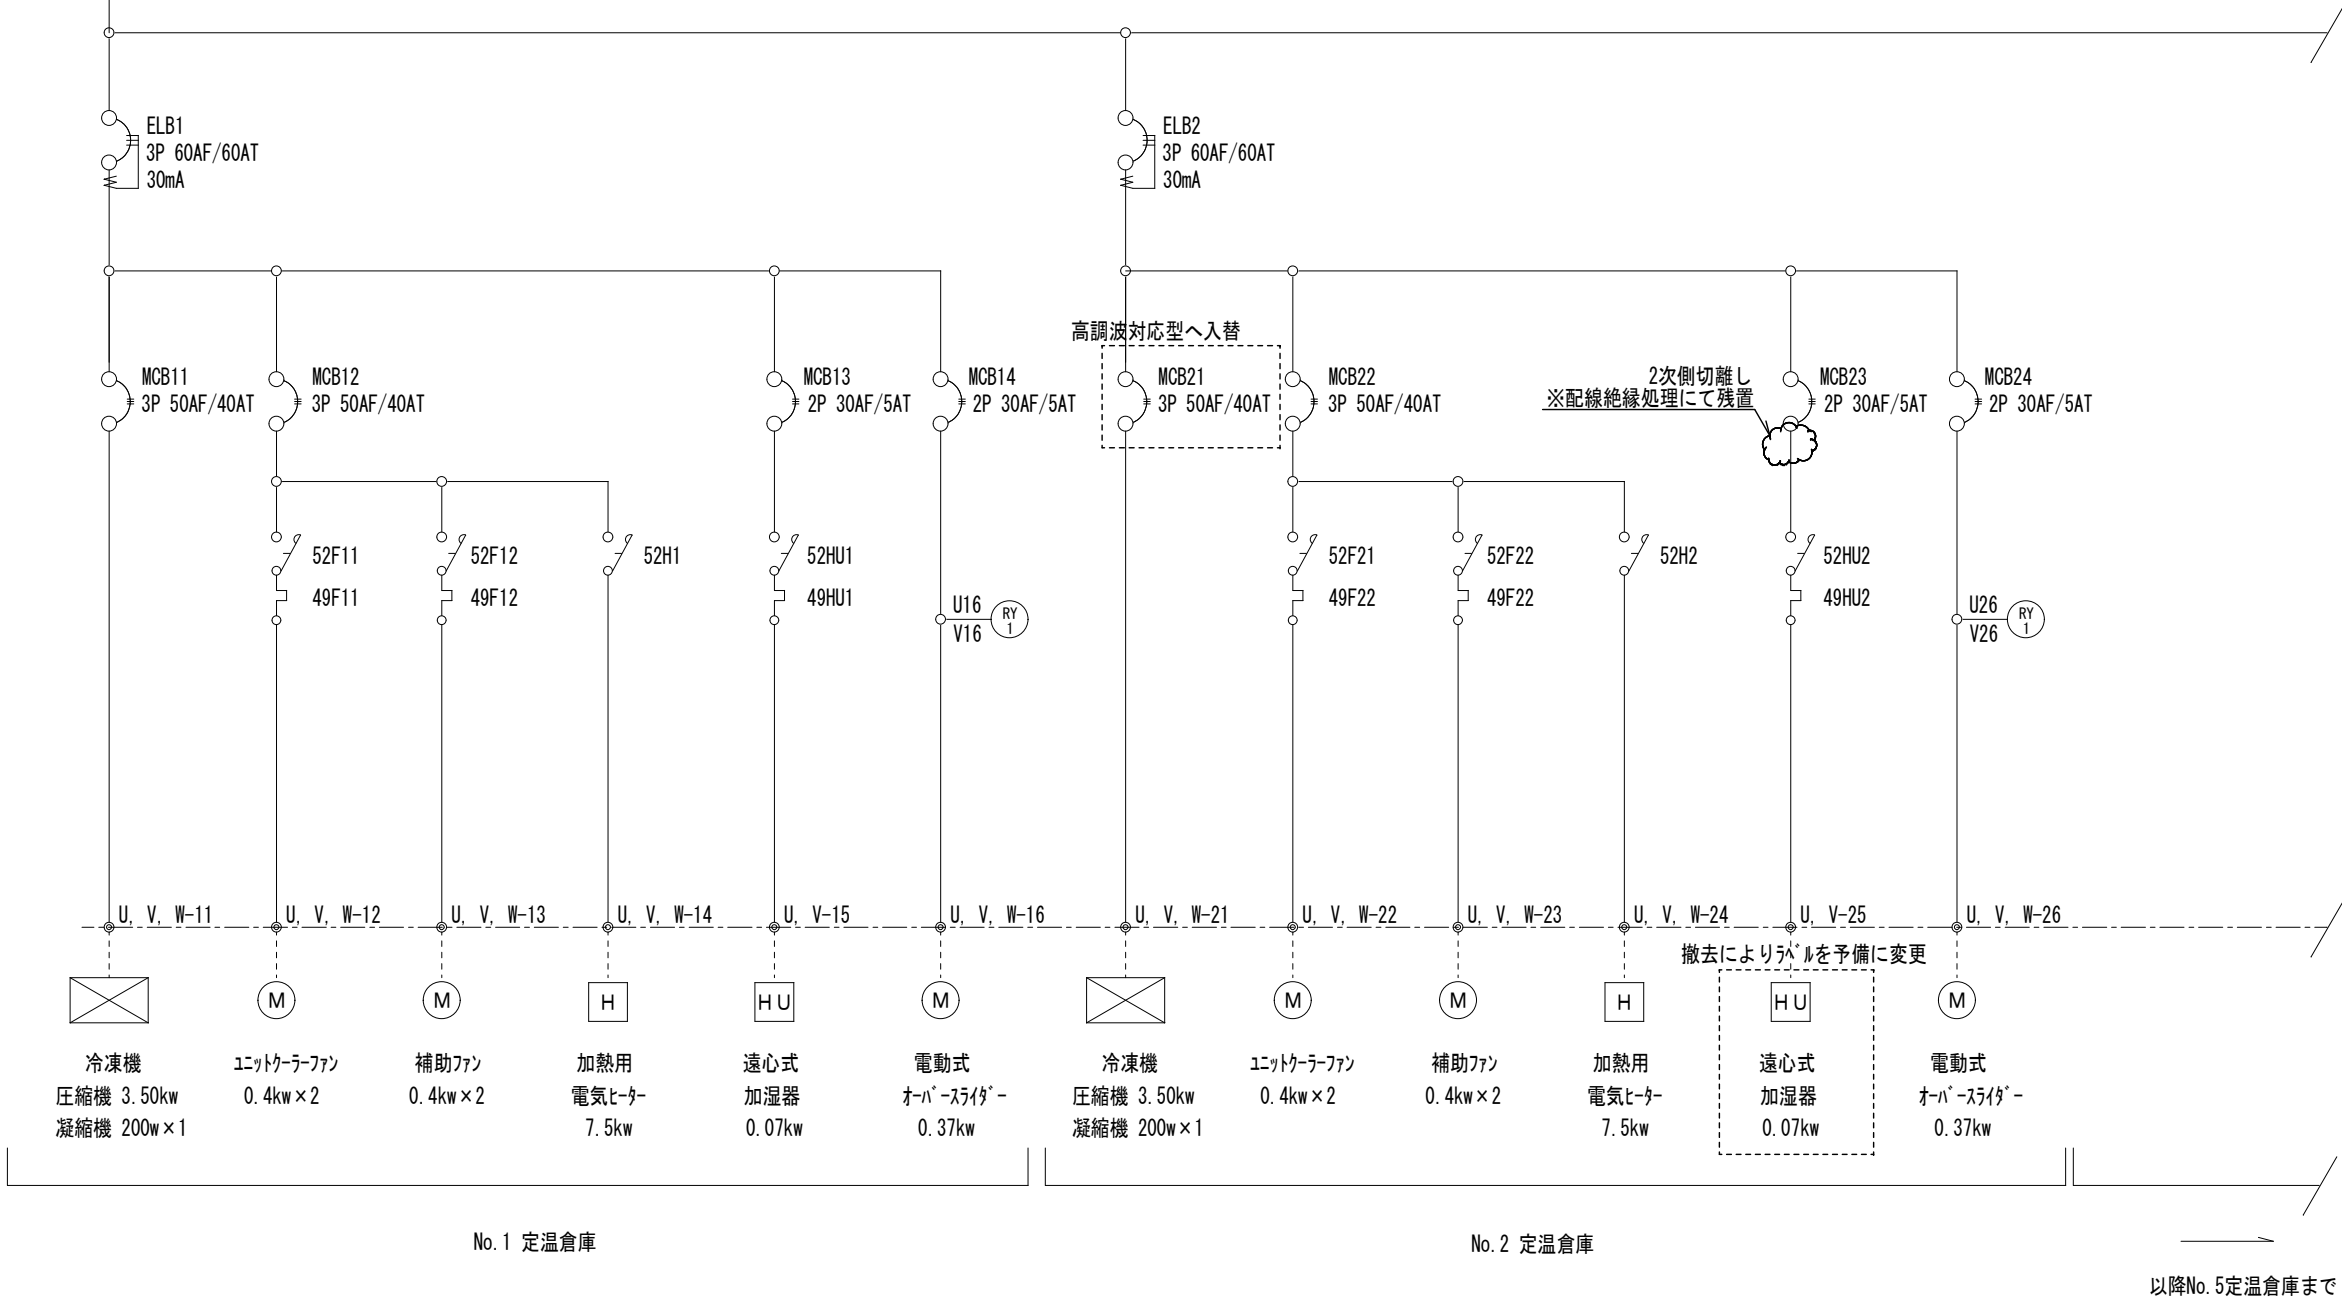 ELB1
3P 60AF/60AT
30mA
ELB2
3P 60AF/60AT
30mA
高調波対応型へ入替
MCB11
3P 50AF/40AT
MCB12
3P 50AF/40AT
MCB13
2P 30AF/5AT
MCB14
2P 30AF/5AT
MCB21
3P 50AF/40AT
MCB22
3P 50AF/40AT
2次側切離し
※配線絶縁処理にて残置
MCB23
2P 30AF/5AT
MCB24
2P 30AF/5AT
52F11
49F11
52F12
49F12
52H1
52HU1
49HU1
U16
V16
RY
1
52F21
49F22
52F22
49F22
52H2
52HU2
49HU2
U26
V26
RY
1
U, V, W-11
U, V, W-12
U, V, W-13
U, V, W-14
U, V-15
U, V, W-16
U, V, W-21
U, V, W-22
U, V, W-23
U, V, W-24
U, V-25
U, V, W-26
撤去によりﾗﾍﾞﾙを予備に変更
M
M
H
HU
M
M
M
H
HU
M
冷凍機
圧縮機 3.50kw
凝縮機 200w×1
ﾕﾆｯﾄｸｰﾗｰﾌｧﾝ
0.4kw×2
補助ﾌｧﾝ
0.4kw×2
加熱用
電気ﾋｰﾀｰ
7.5kw
遠心式
加湿器
0.07kw
電動式
ｵｰﾊﾞｰｽﾗｲﾀﾞｰ
0.37kw
冷凍機
圧縮機 3.50kw
凝縮機 200w×1
ﾕﾆｯﾄｸｰﾗｰﾌｧﾝ
0.4kw×2
補助ﾌｧﾝ
0.4kw×2
加熱用
電気ﾋｰﾀｰ
7.5kw
遠心式
加湿器
0.07kw
電動式
ｵｰﾊﾞｰｽﾗｲﾀﾞｰ
0.37kw
No.1 定温倉庫
No.2 定温倉庫
以降No.5定温倉庫まで